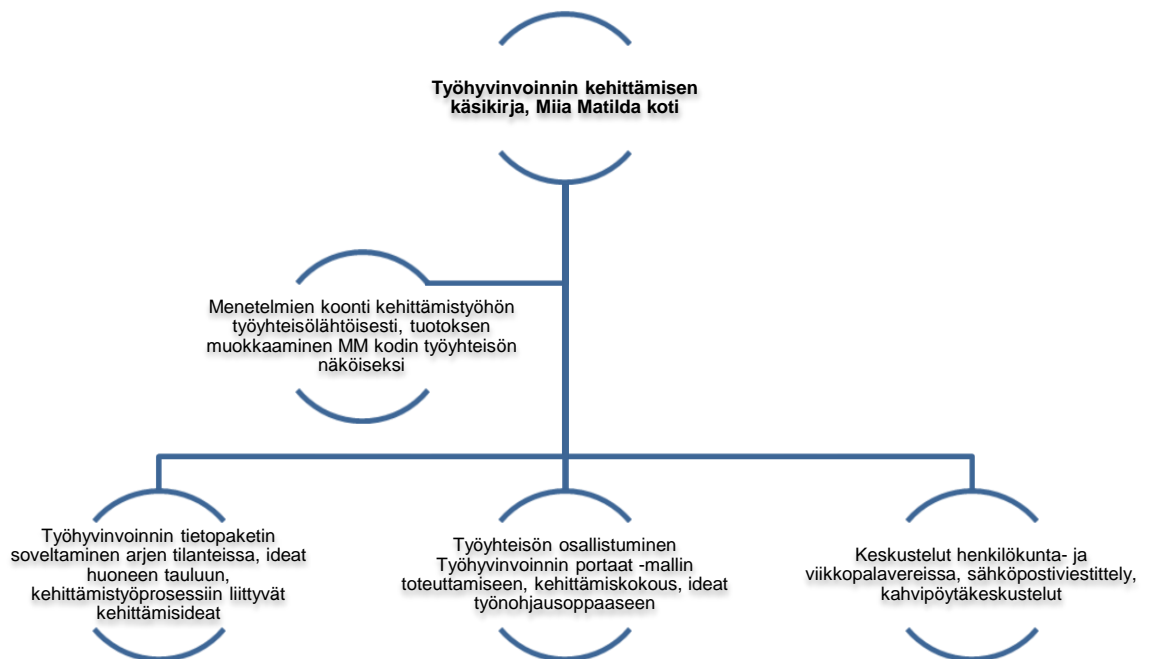 Työhyvinvoinnin kehittämisen
käsikirja, Miia Matilda koti
Menetelmien koonti kehittämistyöhön
työyhteisölähtöisesti, tuotoksen
muokkaaminen MM kodin työyhteisön
näköiseksi
Työhyvinvoinnin tietopaketin
soveltaminen arjen tilanteissa, ideat
huoneen tauluun,
kehittämistyöprosessiin liittyvät
kehittämisideat
Työyhteisön osallistuminen
Työhyvinvoinnin portaat -mallin
toteuttamiseen, kehittämiskokous, ideat
työnohjausoppaaseen
Keskustelut henkilökunta- ja
viikkopalavereissa, sähköpostiviestittely,
kahvipöytäkeskustelut